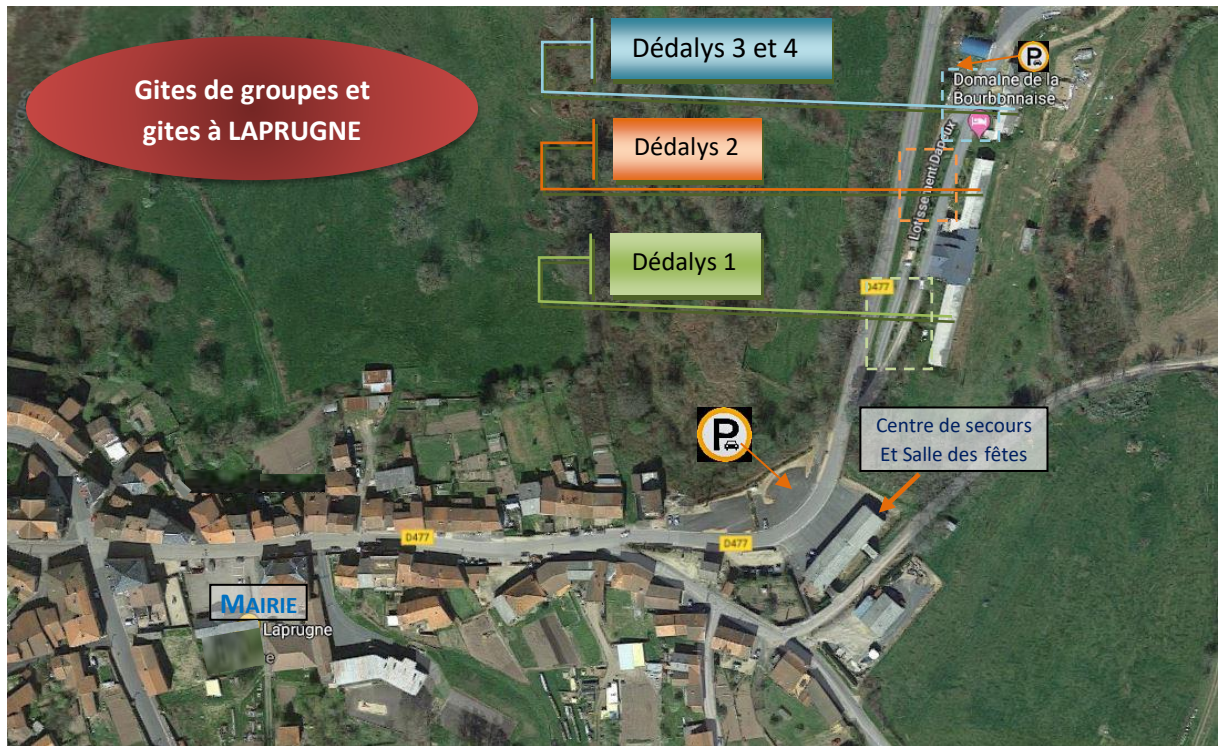 Gites de groupes et
gites à LAPRUGNE
Dédalys 3 et 4
P
Domaine de la
Bourbonnaise
Dédalys 2
Lotissement Dapoux
Dédalys 1
D477
P
Centre de secours
Et Salle des fêtes
D477
D477
MAIRIE
Laprugne